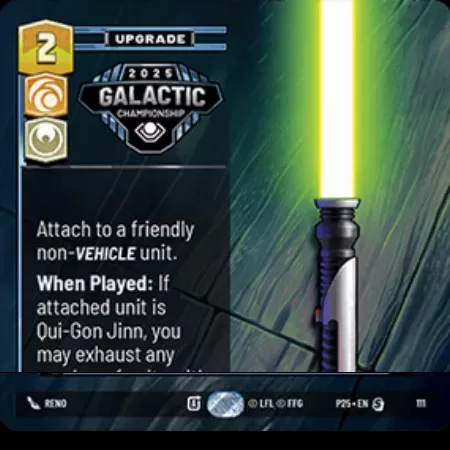 2
UPGRADE
2025
GALACTIC
CHAMPIONSHIP
Attach to a friendly
non-VEHICLE unit.
When Played: If
attached unit is
Qui-Gon Jinn, you
may exhaust any
RENO
© LFL © FFG
P25 • EN
111